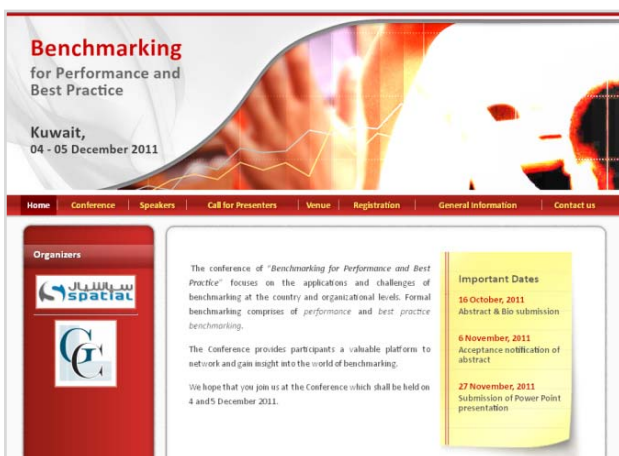 Benchmarking
for Performance and
Best Practice
Kuwait,
04 - 05 December 2011
Home Conference Speakers Call for Presenters Venue Registration General Information Contact us
Organizers
سباشيال
spatial
GC
The conference of "Benchmarking for Performance and Best
Practice" focuses on the applications and challenges of
benchmarking at the country and organizational levels. Formal
benchmarking comprises of performance and best practice
benchmarking.
The Conference provides participants a valuable platform to
network and gain insight into the world of benchmarking.
We hope that you join us at the Conference which shall be held on
4 and 5 December 2011.
Important Dates
16 October, 2011
Abstract & Bio submission
6 November, 2011
Acceptance notification of
abstract
27 November, 2011
Submission of Power Point
presentation